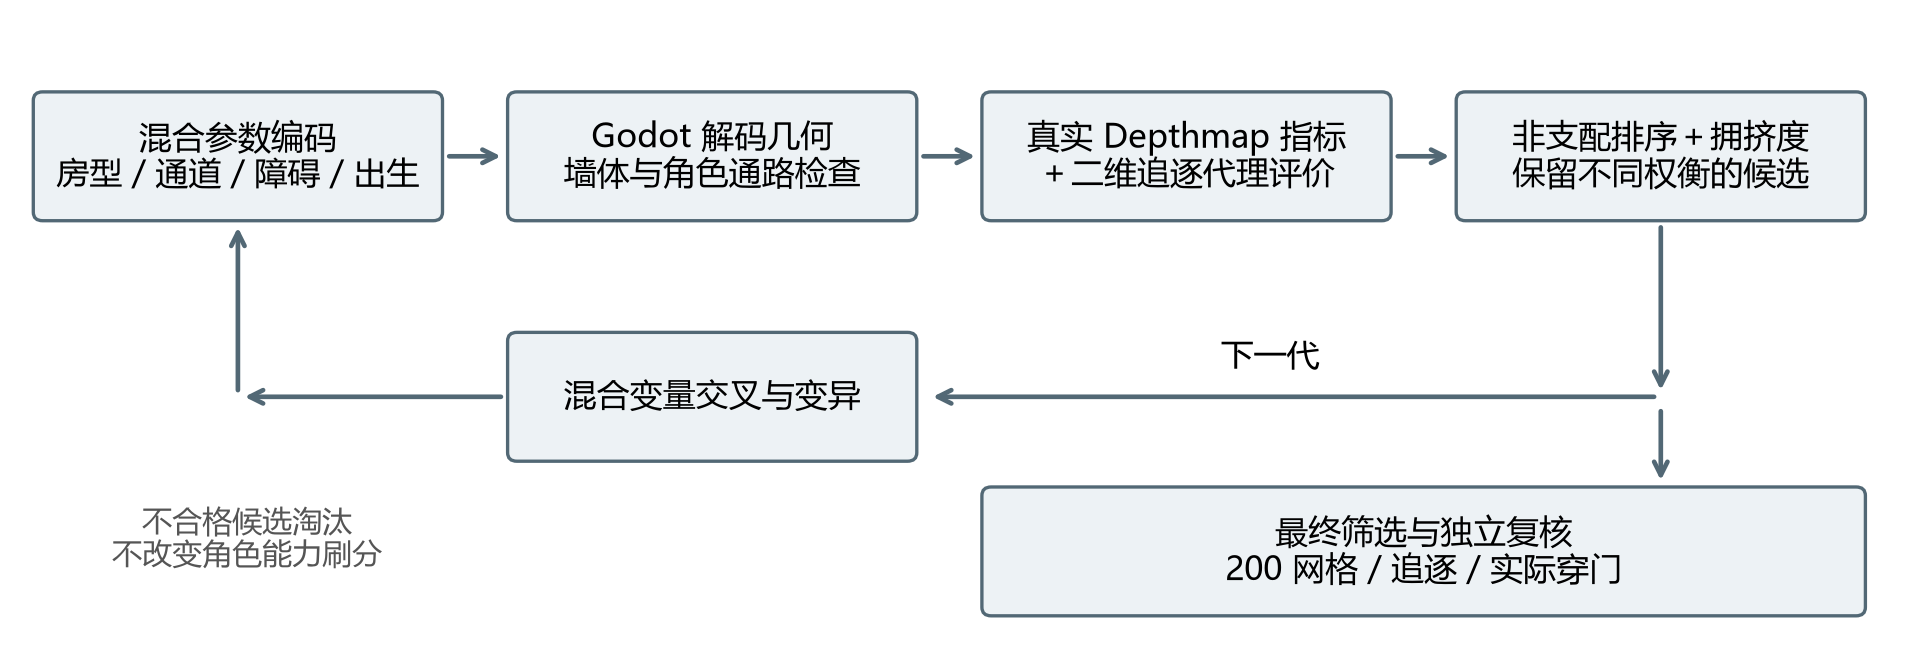 混合参数编码
房型 / 通道 / 障碍 / 出生
Godot 解码几何
墙体与角色通路检查
真实 Depthmap 指标
+ 二维追逐代理评价
非支配排序 + 拥挤度
保留不同权衡的候选
下一代
混合变量交叉与变异
不合格候选淘汰
不改变角色能力刷分
最终筛选与独立复核
200 网格 / 追逐 / 实际穿门